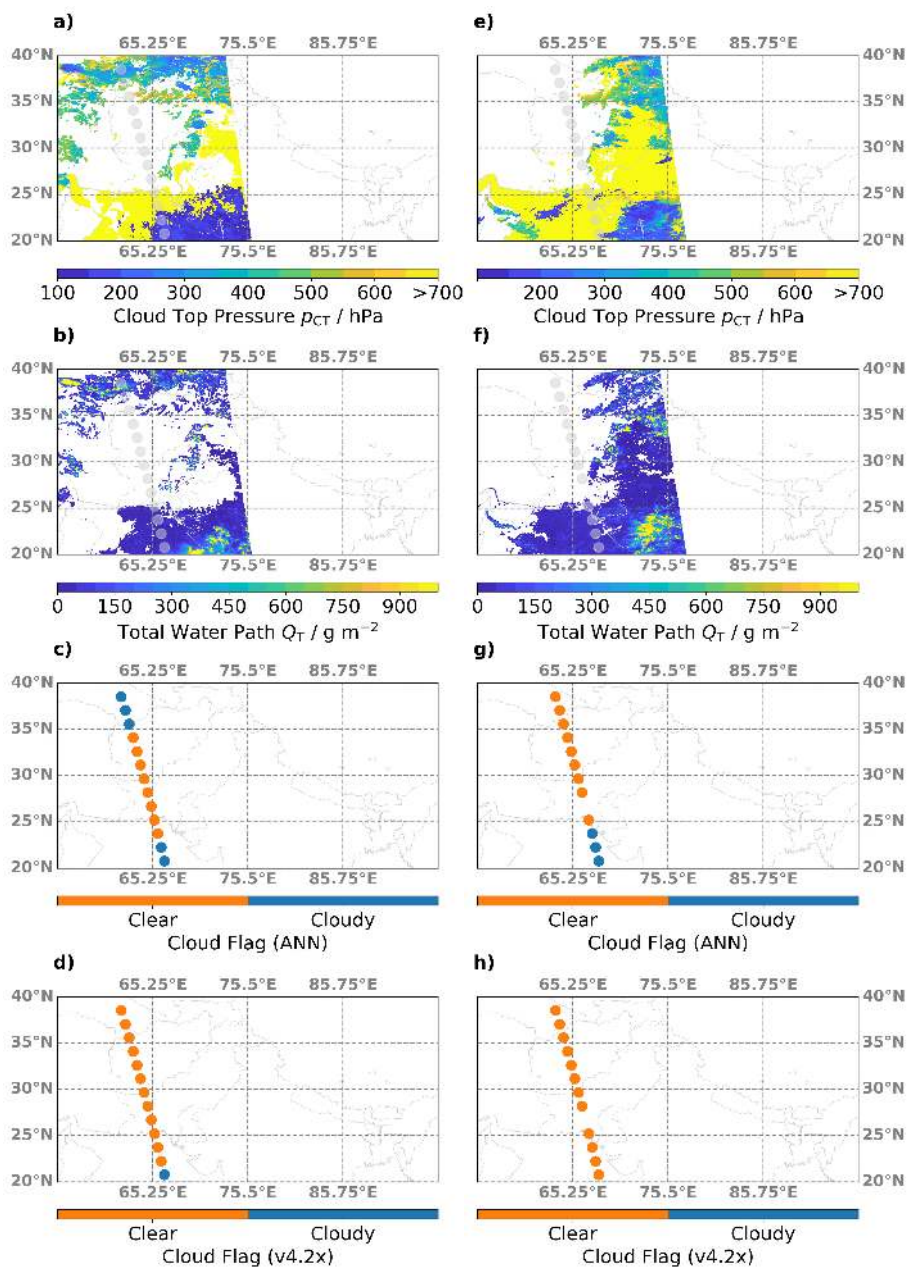 a)
65.25°E 75.5°E 85.75°E
40°N
35°N
30°N
25°N
20°N
65.25°E 75.5°E 85.75°E
100 200 300 400 500 600 >700
Cloud Top Pressure pCT / hPa
e)
65.25°E 75.5°E 85.75°E
40°N
35°N
30°N
25°N
20°N
65.25°E 75.5°E 85.75°E
200 300 400 500 600 >700
Cloud Top Pressure pCT / hPa
b)
65.25°E 75.5°E 85.75°E
40°N
35°N
30°N
25°N
20°N
65.25°E 75.5°E 85.75°E
0 150 300 450 600 750 900
Total Water Path QT / g m−2
f)
65.25°E 75.5°E 85.75°E
40°N
35°N
30°N
25°N
20°N
65.25°E 75.5°E 85.75°E
0 150 300 450 600 750 900
Total Water Path QT / g m−2
c)
65.25°E 75.5°E 85.75°E
40°N
35°N
30°N
25°N
20°N
65.25°E 75.5°E 85.75°E
Clear Cloudy
Cloud Flag (ANN)
g)
65.25°E 75.5°E 85.75°E
40°N
35°N
30°N
25°N
20°N
65.25°E 75.5°E 85.75°E
Clear Cloudy
Cloud Flag (ANN)
d)
65.25°E 75.5°E 85.75°E
40°N
35°N
30°N
25°N
20°N
65.25°E 75.5°E 85.75°E
Clear Cloudy
Cloud Flag (v4.2x)
h)
65.25°E 75.5°E 85.75°E
40°N
35°N
30°N
25°N
20°N
65.25°E 75.5°E 85.75°E
Clear Cloudy
Cloud Flag (v4.2x)